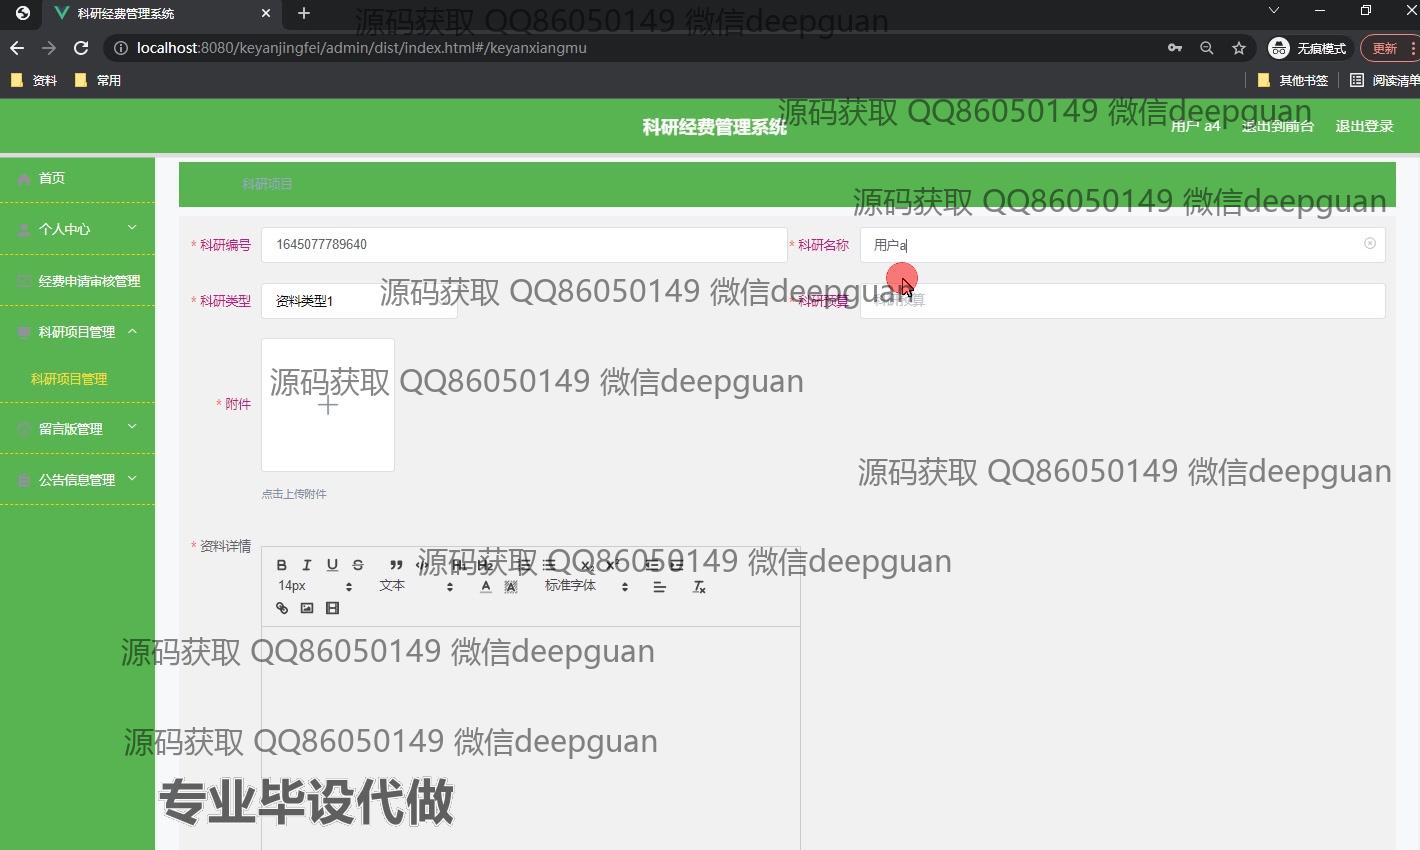 科研经费管理系统
源码获取 QQ86050149 微信deepguan
localhost:8080/keyanjingfei/admin/dist/index.html#/keyanxiangmu
无痕模式
更新
资料
常用
其他书签
阅读清单
源码获取 QQ86050149 微信deepguan
科研经费管理系统
用户 a4
退出到前台
退出登录
首页
科研项目
源码获取 QQ86050149 微信deepguan
个人中心
* 科研编号
1645077789640
* 科研名称
用户a
经费申请审核管理
源码获取 QQ86050149 微信deepguan
* 科研类型
资料类型1
* 科研预算
科研预算
科研项目管理
科研项目管理
源码获取 QQ86050149 微信deepguan
* 附件
留言版管理
源码获取 QQ86050149 微信deepguan
公告信息管理
点击上传附件
* 资料详情
源码获取 QQ86050149 微信deepguan
14px
文本
标准字体
源码获取 QQ86050149 微信deepguan
源码获取 QQ86050149 微信deepguan
专业毕设代做